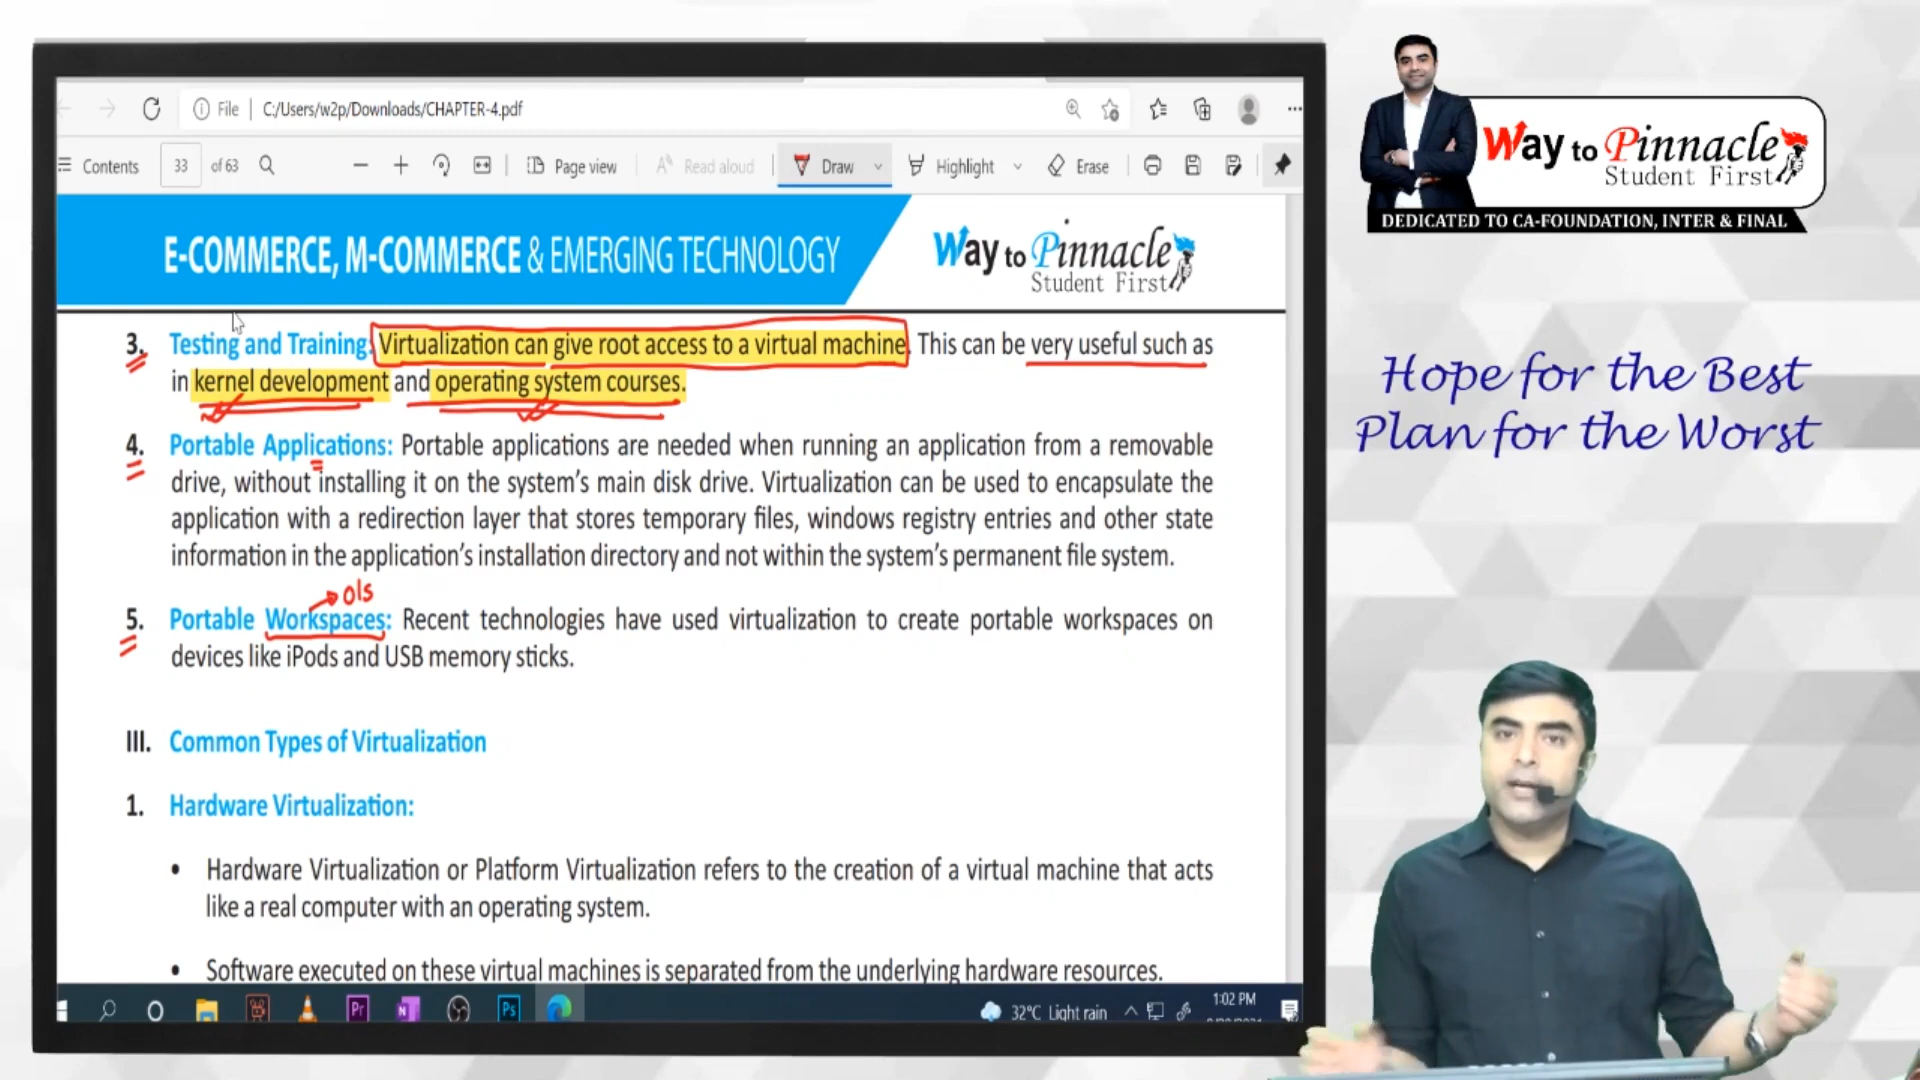 File | C:/Users/w2p/Downloads/CHAPTER-4.pdf
Contents 33 of 63 Page view Read aloud Draw Highlight Erase
E-COMMERCE, M-COMMERCE & EMERGING TECHNOLOGY
Way to Pinnacle
Student First
3. Testing and Training: Virtualization can give root access to a virtual machine. This can be very useful such as
in kernel development and operating system courses.
4. Portable Applications: Portable applications are needed when running an application from a removable
drive, without installing it on the system's main disk drive. Virtualization can be used to encapsulate the
application with a redirection layer that stores temporary files, windows registry entries and other state
information in the application's installation directory and not within the system's permanent file system.
ols
5. Portable Workspaces: Recent technologies have used virtualization to create portable workspaces on
devices like iPods and USB memory sticks.
III. Common Types of Virtualization
1. Hardware Virtualization:
• Hardware Virtualization or Platform Virtualization refers to the creation of a virtual machine that acts
like a real computer with an operating system.
• Software executed on these virtual machines is separated from the underlying hardware resources.
Pr Ps 32°C Light rain 1:02 PM
Way to Pinnacle
Student First
DEDICATED TO CA-FOUNDATION, INTER & FINAL
Hope for the Best
Plan for the Worst